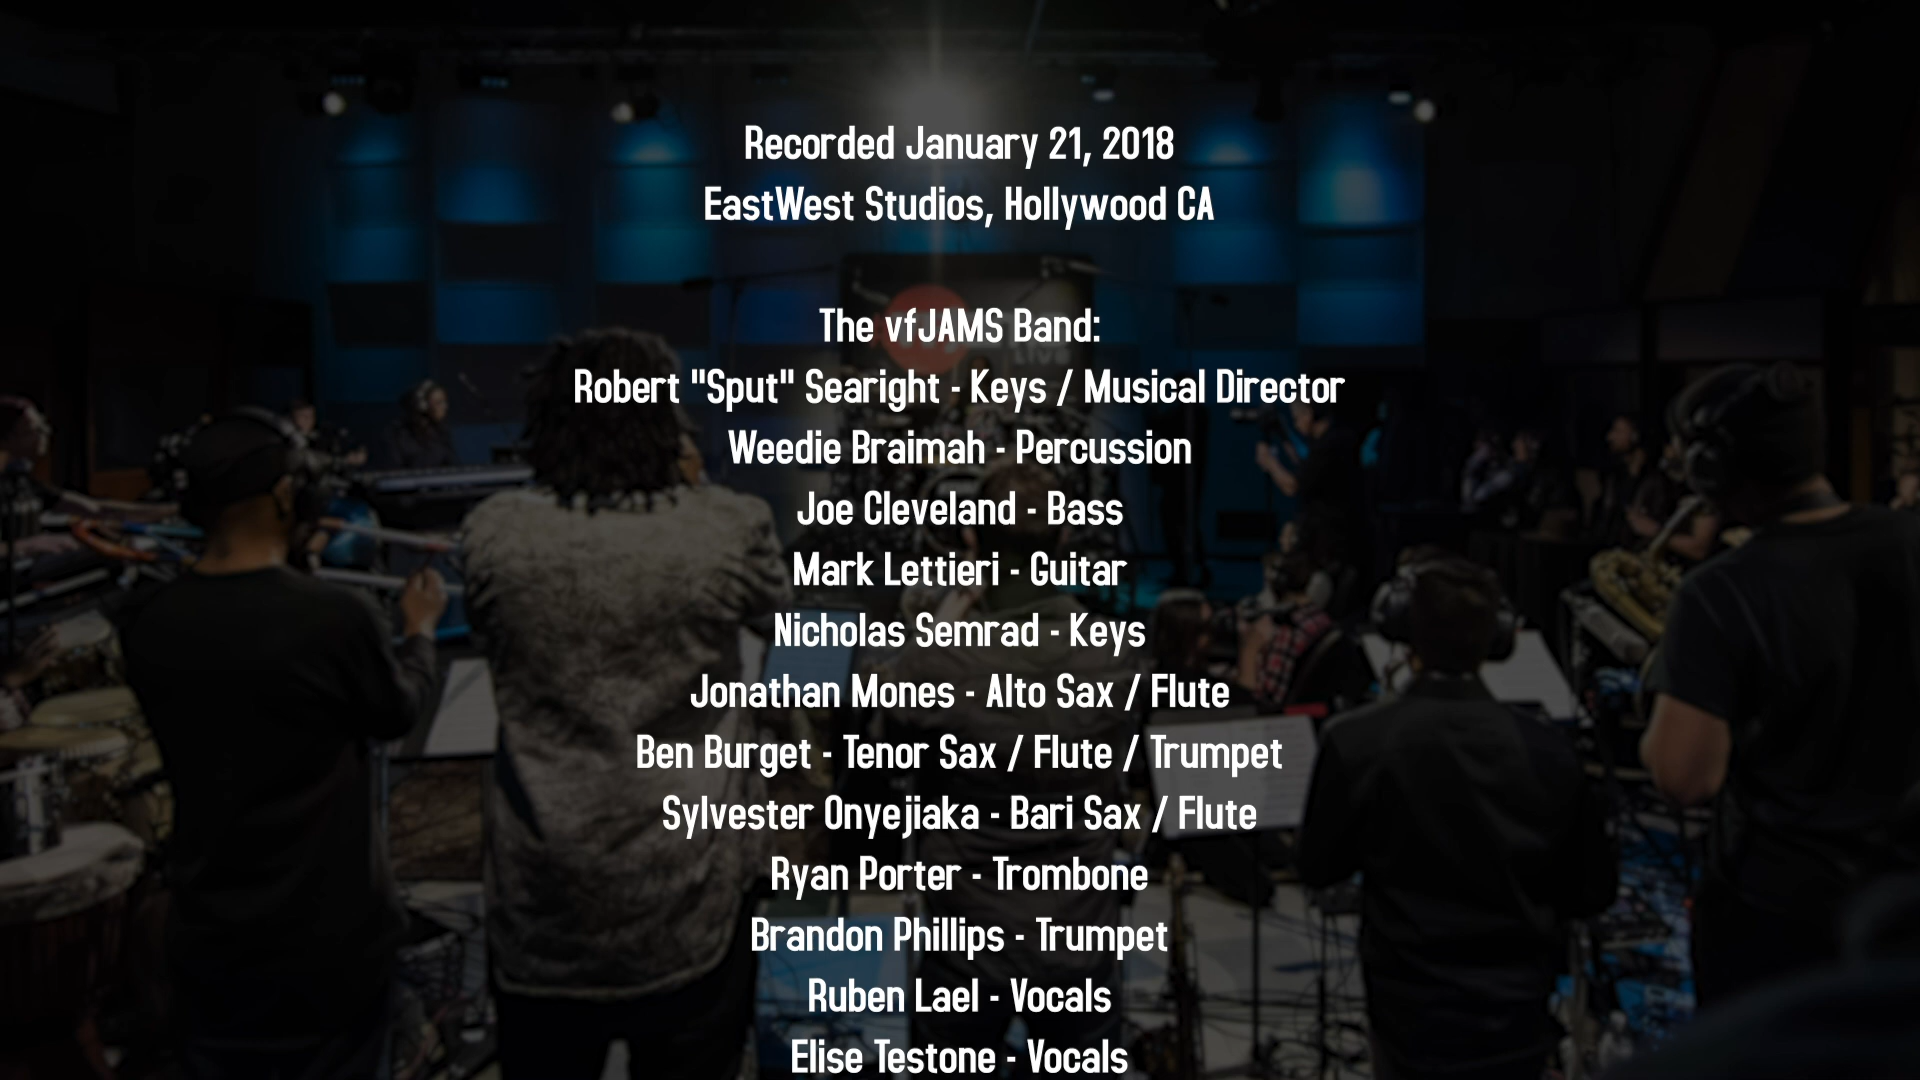 Recorded January 21, 2018
EastWest Studios, Hollywood CA
The vfJAMS Band:
Robert "Sput" Searight - Keys / Musical Director
Weedie Braimah - Percussion
Joe Cleveland - Bass
Mark Lettieri - Guitar
Nicholas Semrad - Keys
Jonathan Mones - Alto Sax / Flute
Ben Burget - Tenor Sax / Flute / Trumpet
Sylvester Onyejiaka - Bari Sax / Flute
Ryan Porter - Trombone
Brandon Phillips - Trumpet
Ruben Lael - Vocals
Elise Testone - Vocals